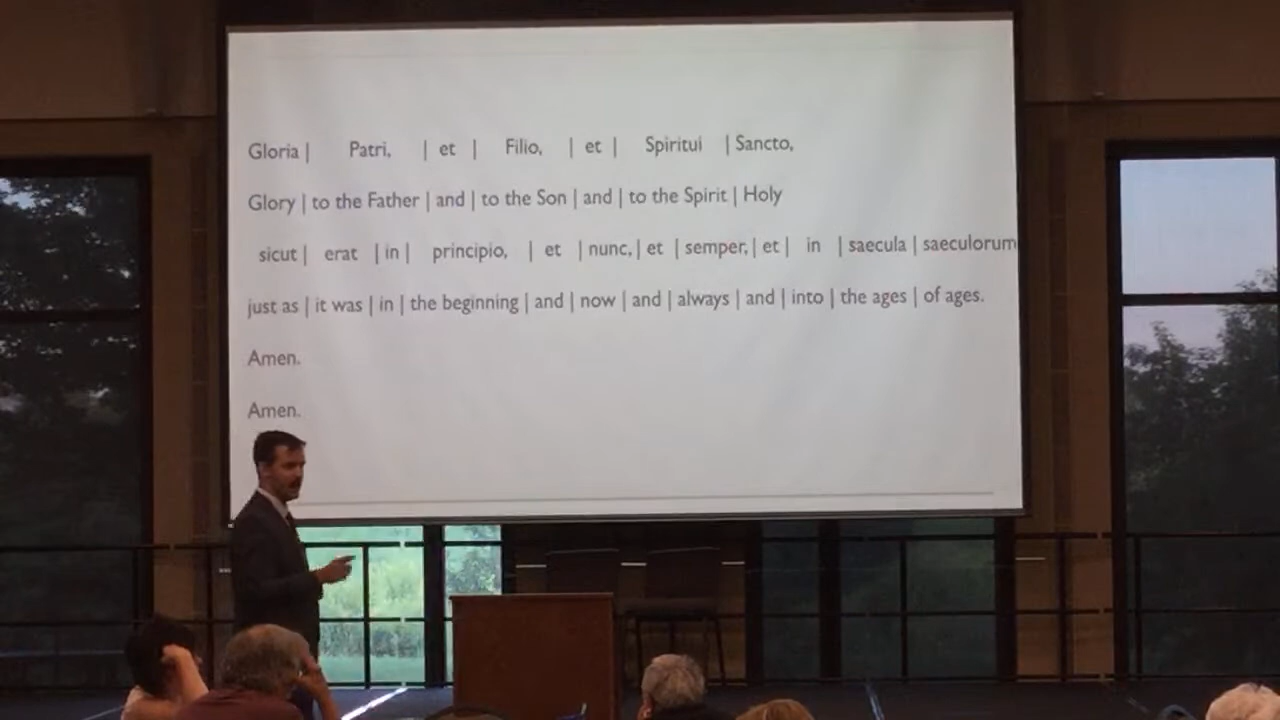 Gloria | Patri, | et | Filio, | et | Spiritui | Sancto,
Glory | to the Father | and | to the Son | and | to the Spirit | Holy
sicut | erat | in | principio, | et | nunc, | et | semper, | et | in | saecula | saeculorum
just as | it was | in | the beginning | and | now | and | always | and | into | the ages | of ages.
Amen.
Amen.